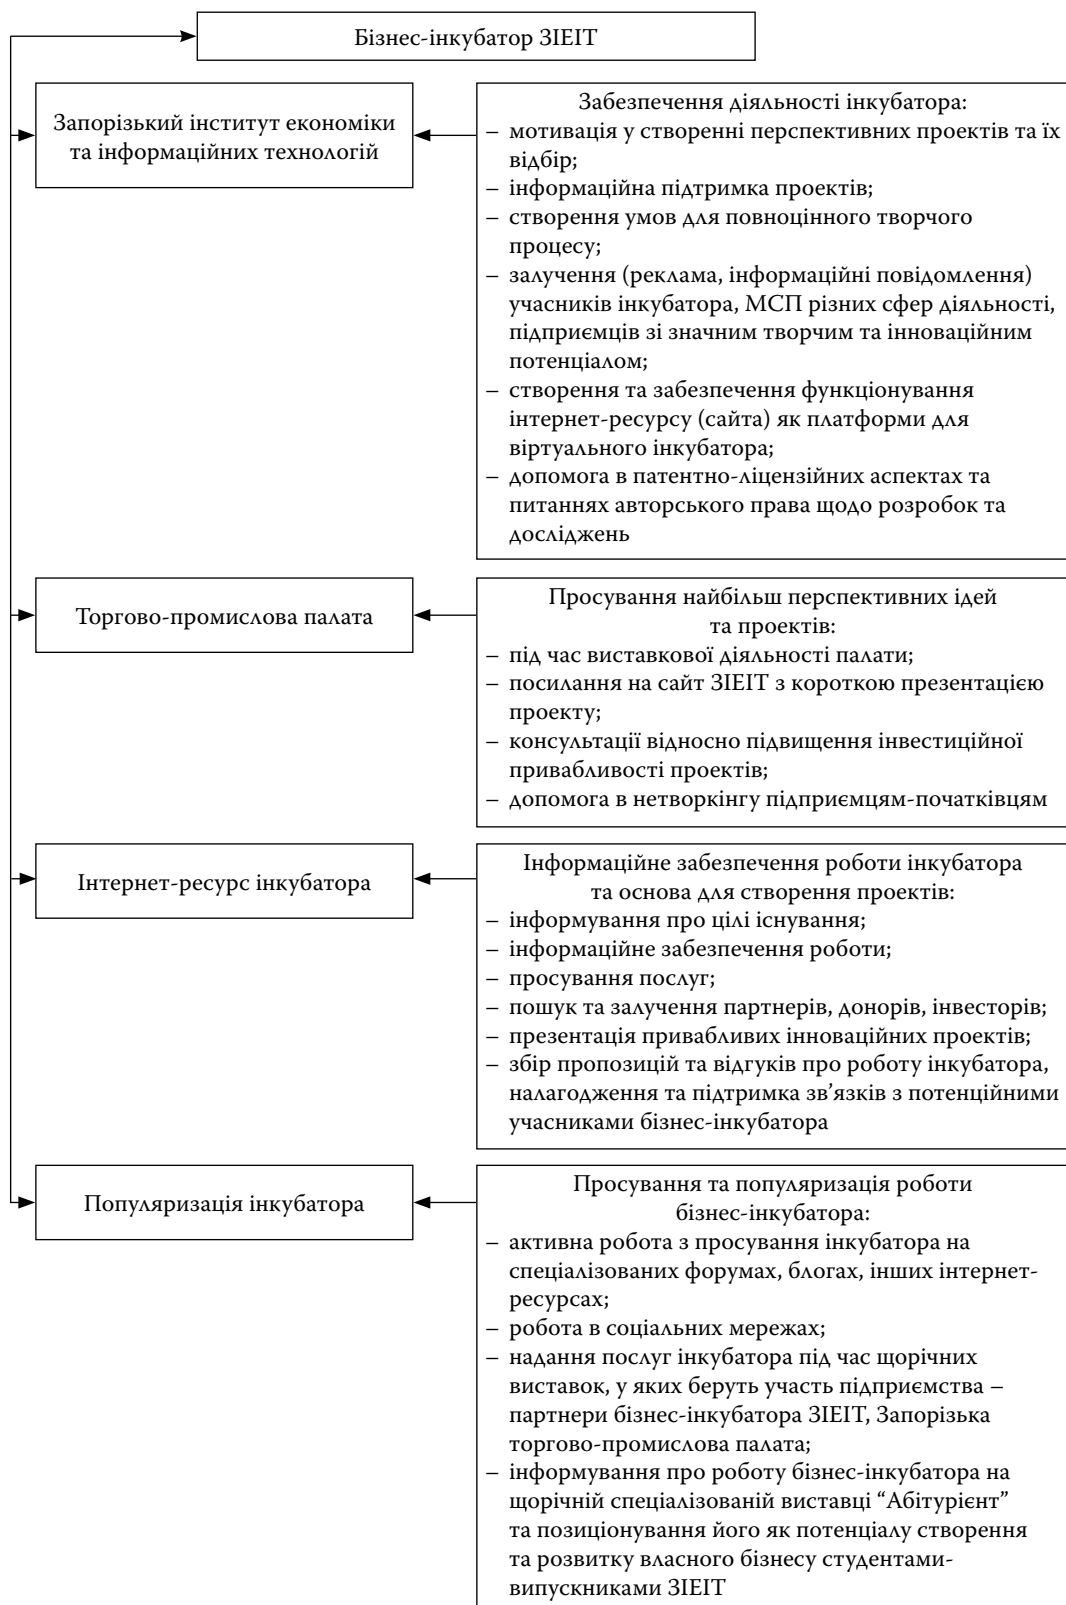 Бізнес-інкубатор ЗІЕІТ
Запорізький інститут економіки
та інформаційних технологій
Забезпечення діяльності інкубатора:
– мотивація у створенні перспективних проектів та їх
відбір;
– інформаційна підтримка проектів;
– створення умов для повноцінного творчого
процесу;
– залучення (реклама, інформаційні повідомлення)
учасників інкубатора, МСП різних сфер діяльності,
підприємців зі значним творчим та інноваційним
потенціалом;
– створення та забезпечення функціонування
інтернет-ресурсу (сайта) як платформи для
віртуального інкубатора;
– допомога в патентно-ліцензійних аспектах та
питаннях авторського права щодо розробок та
досліджень
Торгово-промислова палата
Просування найбільш перспективних ідей
та проектів:
– під час виставкової діяльності палати;
– посилання на сайт ЗІЕІТ з короткою презентацією
проекту;
– консультації відносно підвищення інвестиційної
привабливості проектів;
– допомога в нетворкінгу підприємцям-початківцям
Інтернет-ресурс інкубатора
Інформаційне забезпечення роботи інкубатора
та основа для створення проектів:
– інформування про цілі існування;
– інформаційне забезпечення роботи;
– просування послуг;
– пошук та залучення партнерів, донорів, інвесторів;
– презентація привабливих інноваційних проектів;
– збір пропозицій та відгуків про роботу інкубатора,
налагодження та підтримка зв’язків з потенційними
учасниками бізнес-інкубатора
Популяризація інкубатора
Просування та популяризація роботи
бізнес-інкубатора:
– активна робота з просування інкубатора на
спеціалізованих форумах, блогах, інших інтернет-
ресурсах;
– робота в соціальних мережах;
– надання послуг інкубатора під час щорічних
виставок, у яких беруть участь підприємства –
партнери бізнес-інкубатора ЗІЕІТ, Запорізька
торгово-промислова палата;
– інформування про роботу бізнес-інкубатора на
щорічній спеціалізованій виставці “Абітурієнт”
та позиціонування його як потенціалу створення
та розвитку власного бізнесу студентами-
випускниками ЗІЕІТ